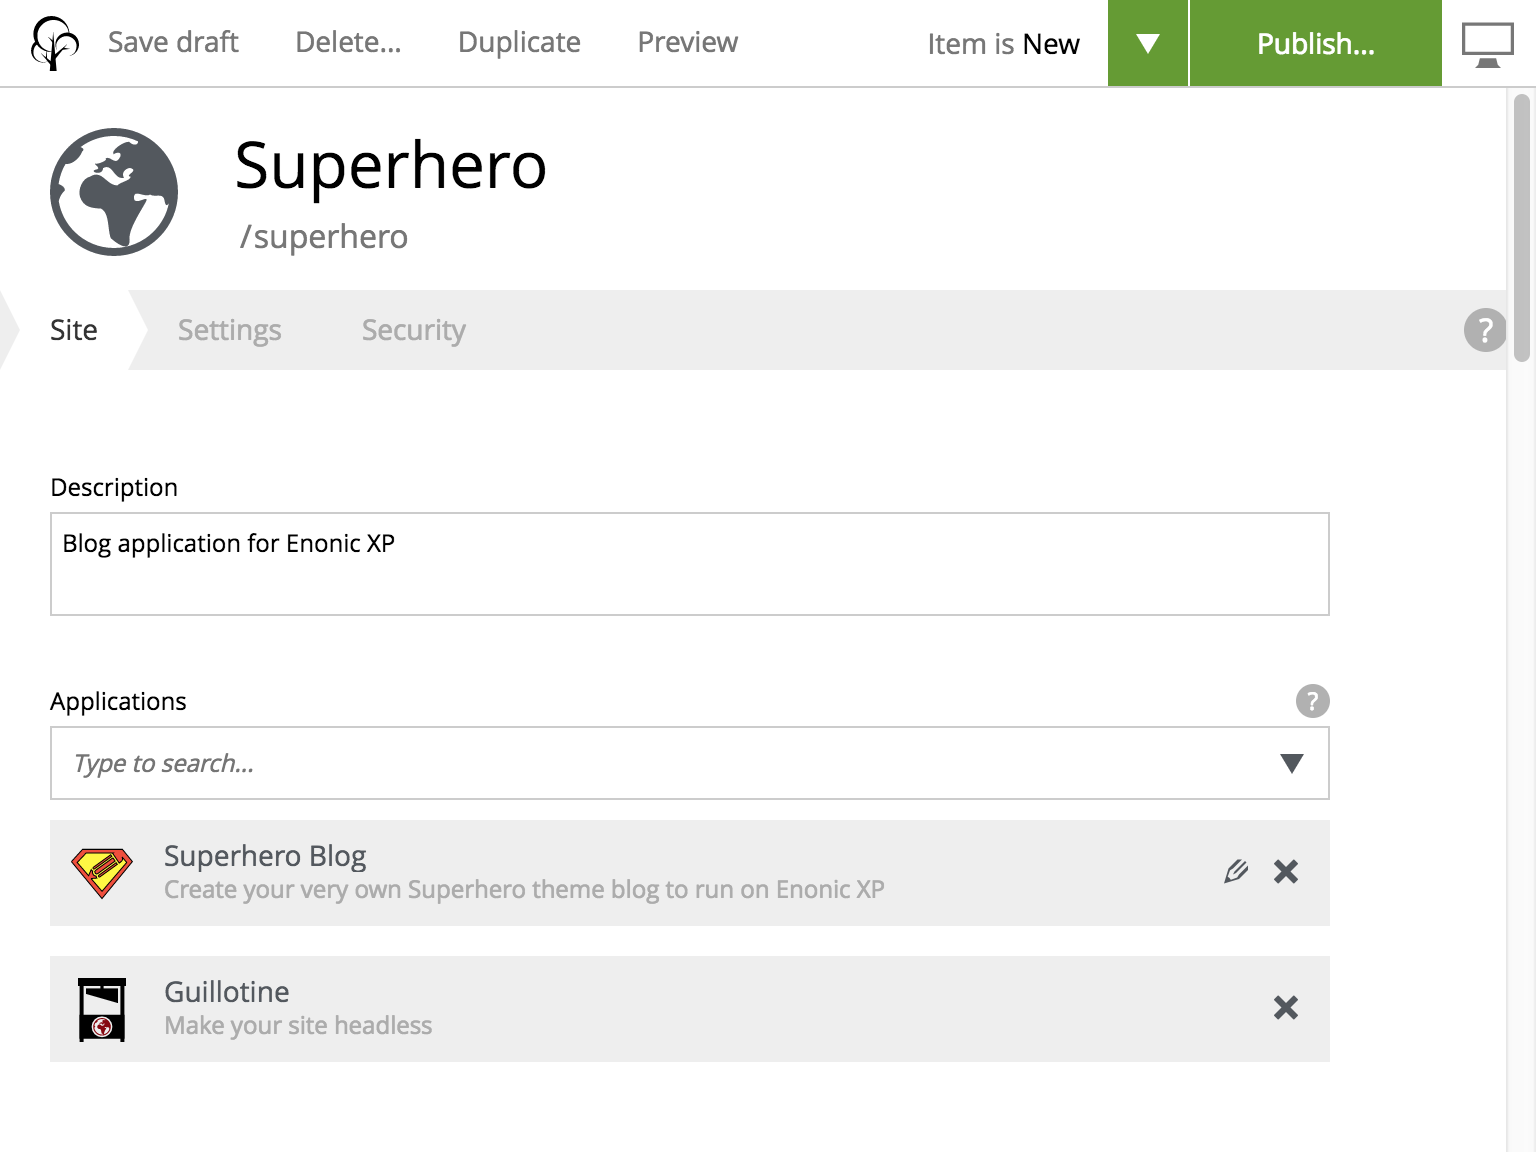 Save draft Delete... Duplicate Preview Item is New Publish...
Superhero
/superhero
Site Settings Security ?
Description
Blog application for Enonic XP
Applications ?
Type to search...
Superhero Blog
Create your very own Superhero theme blog to run on Enonic XP
Guillotine
Make your site headless